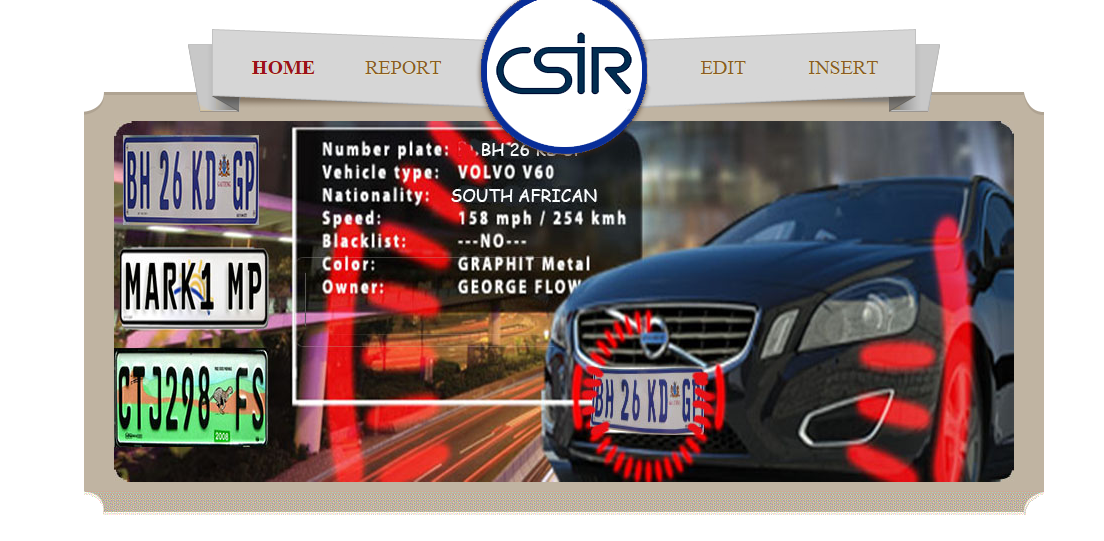 HOME
REPORT
CSIR
EDIT
INSERT
BH 26 KD GP
MARK1 MP
CTJ298 FS
2008
Number plate: BH 26 KD GP
Vehicle type: VOLVO V60
Nationality: SOUTH AFRICAN
Speed: 158 mph / 254 kmh
Blacklist: ---NO---
Color: GRAPHIT Metal
Owner: GEORGE FLOW
BH 26 KD GP